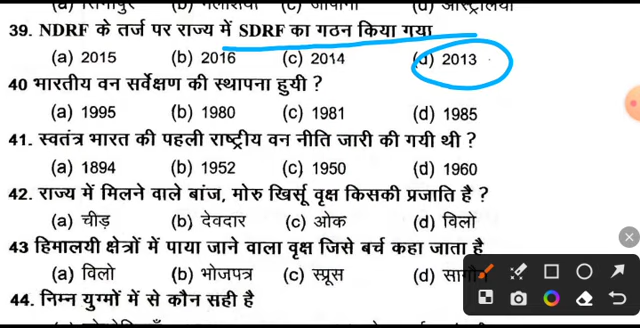 (a) सिंगापुर (b) मलेशिया (c) जापान (d) ऑस्ट्रेलिया
39. NDRF के तर्ज पर राज्य में SDRF का गठन किया गया
(a) 2015 (b) 2016 (c) 2014 (d) 2013
40 भारतीय वन सर्वेक्षण की स्थापना हुयी ?
(a) 1995 (b) 1980 (c) 1981 (d) 1985
41. स्वतंत्र भारत की पहली राष्ट्रीय वन नीति जारी की गयी थी ?
(a) 1894 (b) 1952 (c) 1950 (d) 1960
42. राज्य में मिलने वाले बांज, मोरु खिर्सू वृक्ष किसकी प्रजाति है ?
(a) चीड़ (b) देवदार (c) ओक (d) विलो
43 हिमालयी क्षेत्रों में पाया जाने वाला वृक्ष जिसे बर्च कहा जाता है
(a) विलो (b) भोजपत्र (c) स्प्रूस (d) सागौन
44. निम्न युग्मों में से कौन सही है